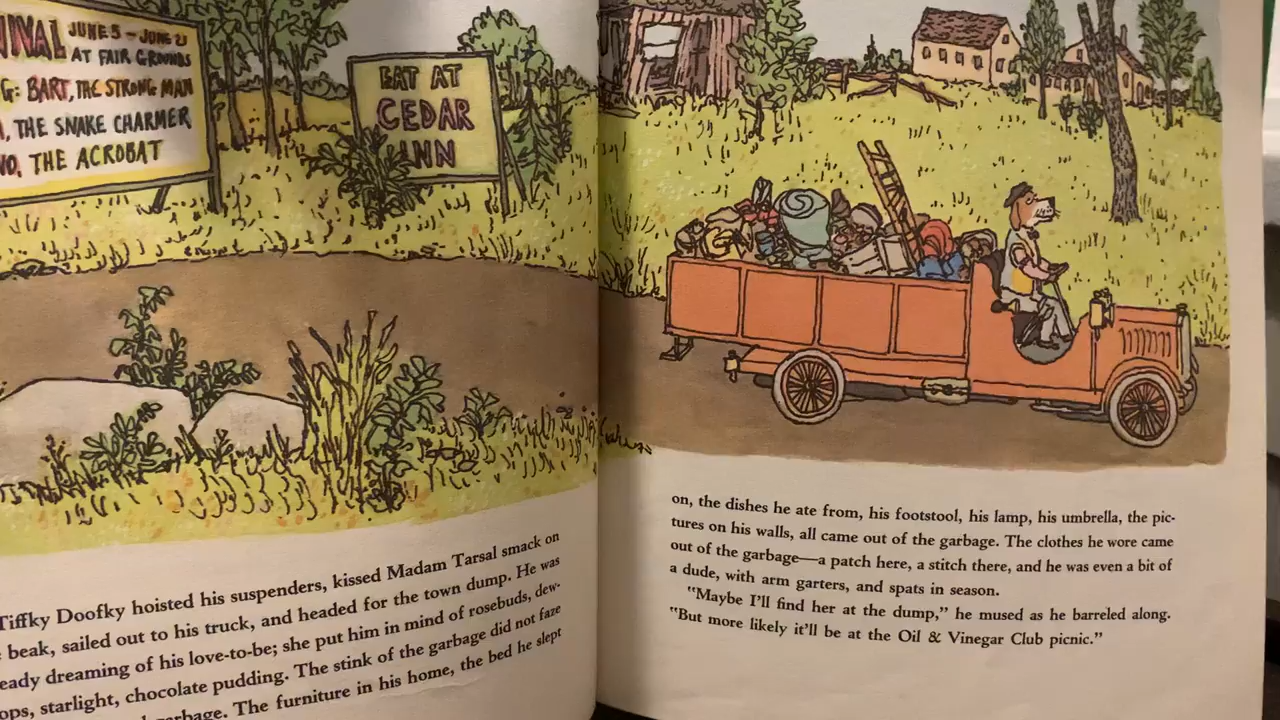 IVAL JUNE 5 - JUNE 23
AT FAIR GROUNDS
G: BART, THE STRONG MAN
, THE SNAKE CHARMER
NO, THE ACROBAT
EAT AT
CEDAR
INN
Tiffky Doofky hoisted his suspenders, kissed Madam Tarsal smack on
beak, sailed out to his truck, and headed for the town dump. He was
eady dreaming of his love-to-be; she put him in mind of rosebuds, dew-
ops, starlight, chocolate pudding. The stink of the garbage did not faze
garbage. The furniture in his home, the bed he slept
on, the dishes he ate from, his footstool, his lamp, his umbrella, the pic-
tures on his walls, all came out of the garbage. The clothes he wore came
out of the garbage—a patch here, a stitch there, and he was even a bit of
a dude, with arm garters, and spats in season.
"Maybe I'll find her at the dump," he mused as he barreled along.
"But more likely it'll be at the Oil & Vinegar Club picnic."